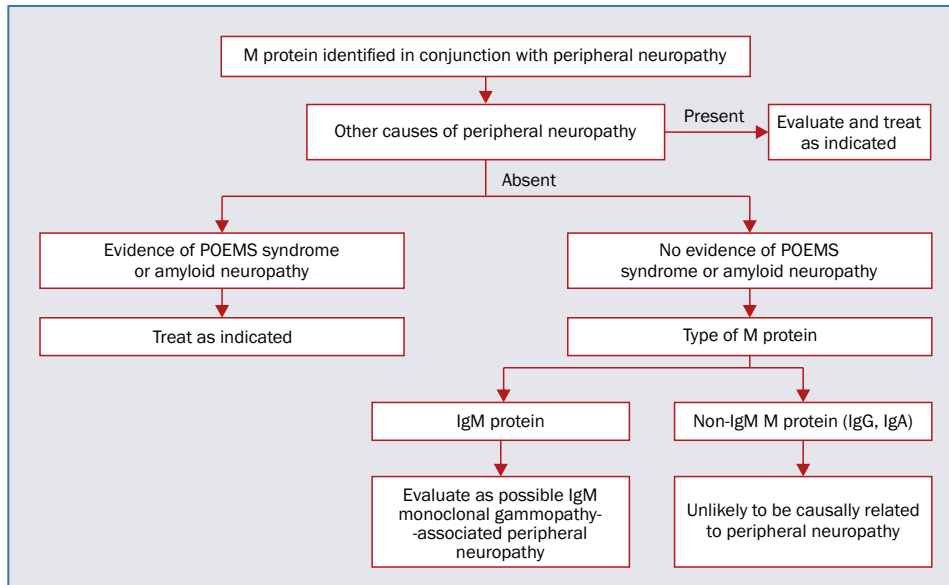 M protein identified in conjunction with peripheral neuropathy
Other causes of peripheral neuropathy
Present
Evaluate and treat
as indicated
Absent
Evidence of POEMS syndrome
or amyloid neuropathy
No evidence of POEMS
syndrome or amyloid neuropathy
Treat as indicated
Type of M protein
IgM protein
Non-IgM M protein (IgG, IgA)
Evaluate as possible IgM
monoclonal gammopathy-
-associated peripheral
neuropathy
Unlikely to be causally related
to peripheral neuropathy